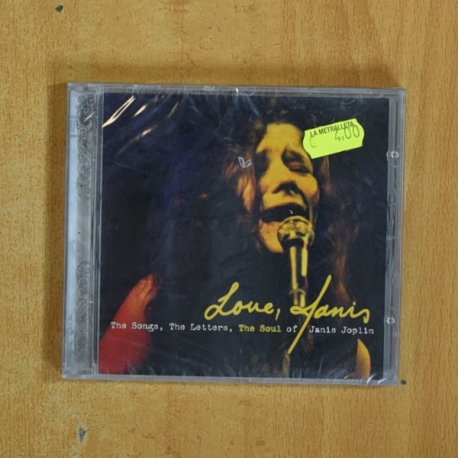 LA METRALLETA
€ 4,00
Love, Janis
The Songs, The Letters, The Soul of Janis Joplin